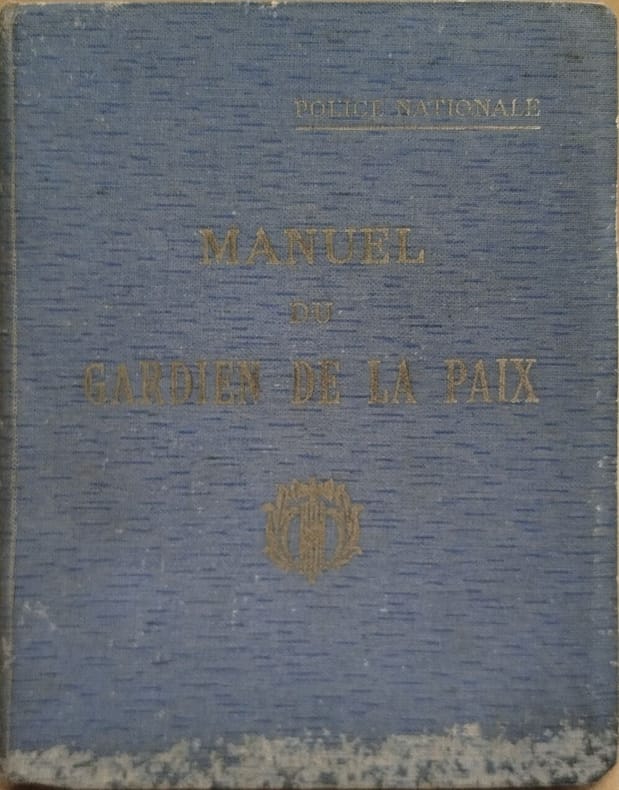 POLICE NATIONALE
MANUEL
DU
GARDIEN DE LA PAIX